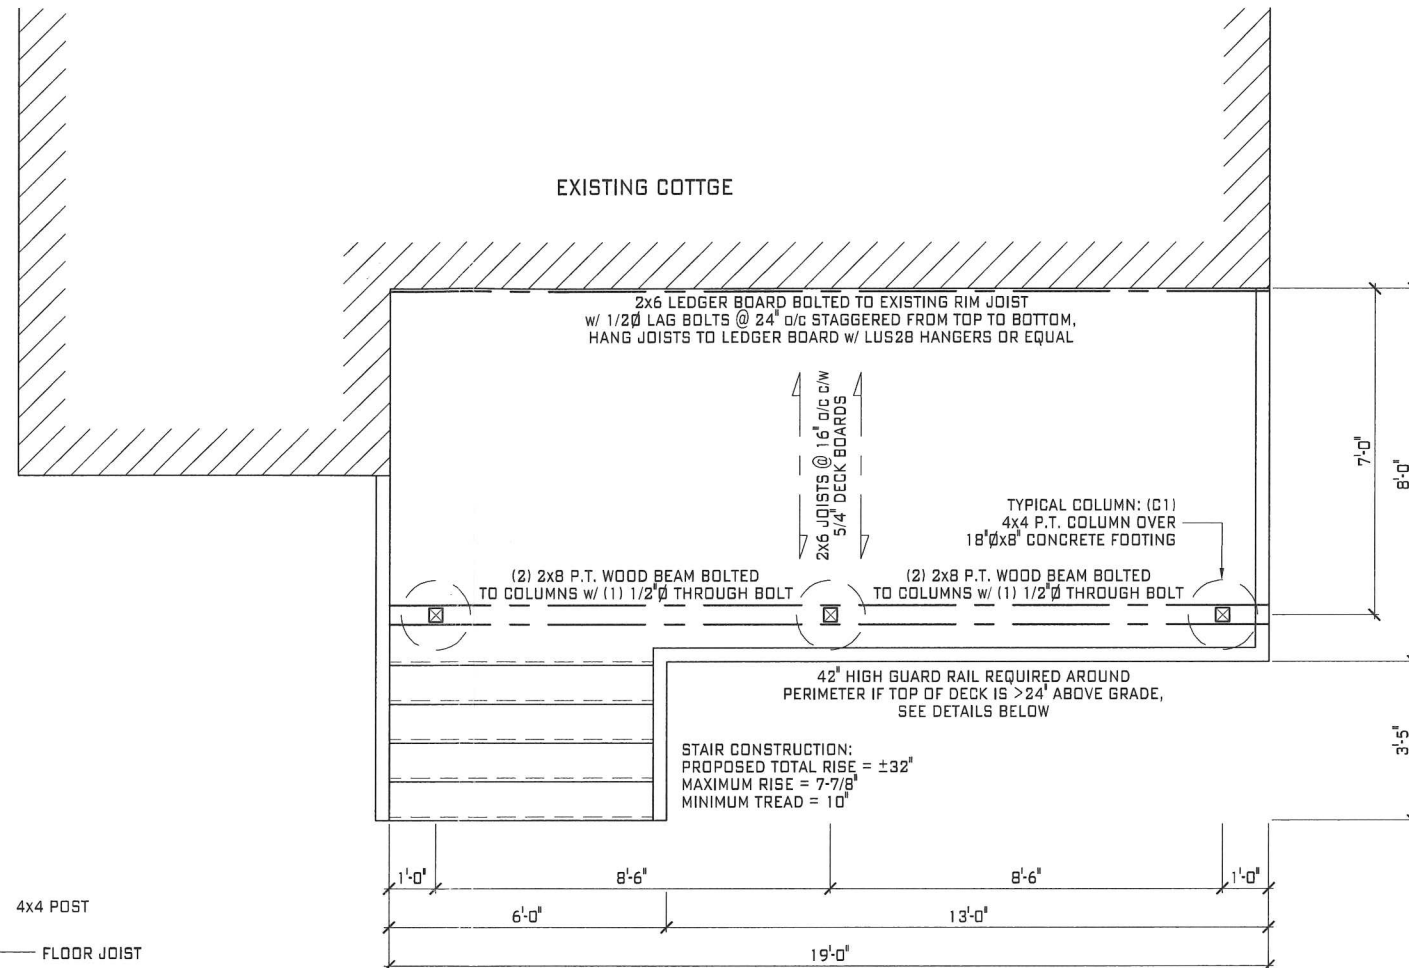 EXISTING COTTGE
2x6 LEDGER BOARD BOLTED TO EXISTING RIM JOIST
w/ 1/2Ø LAG BOLTS @ 24" o/c STAGGERED FROM TOP TO BOTTOM,
HANG JOISTS TO LEDGER BOARD w/ LUS28 HANGERS OR EQUAL
2x6 JOISTS @ 16" o/c c/w
5/4" DECK BOARDS
7'-0"
8'-0"
TYPICAL COLUMN: (C1)
4x4 P.T. COLUMN OVER
18"Øx8" CONCRETE FOOTING
(2) 2x8 P.T. WOOD BEAM BOLTED
TO COLUMNS w/ (1) 1/2"Ø THROUGH BOLT
(2) 2x8 P.T. WOOD BEAM BOLTED
TO COLUMNS w/ (1) 1/2"Ø THROUGH BOLT
42" HIGH GUARD RAIL REQUIRED AROUND
PERIMETER IF TOP OF DECK IS >24" ABOVE GRADE,
SEE DETAILS BELOW
3'-5"
STAIR CONSTRUCTION:
PROPOSED TOTAL RISE = ±32"
MAXIMUM RISE = 7-7/8"
MINIMUM TREAD = 10"
1'-0"
8'-6"
8'-6"
1'-0"
4x4 POST
6'-0"
13'-0"
FLOOR JOIST
19'-0"